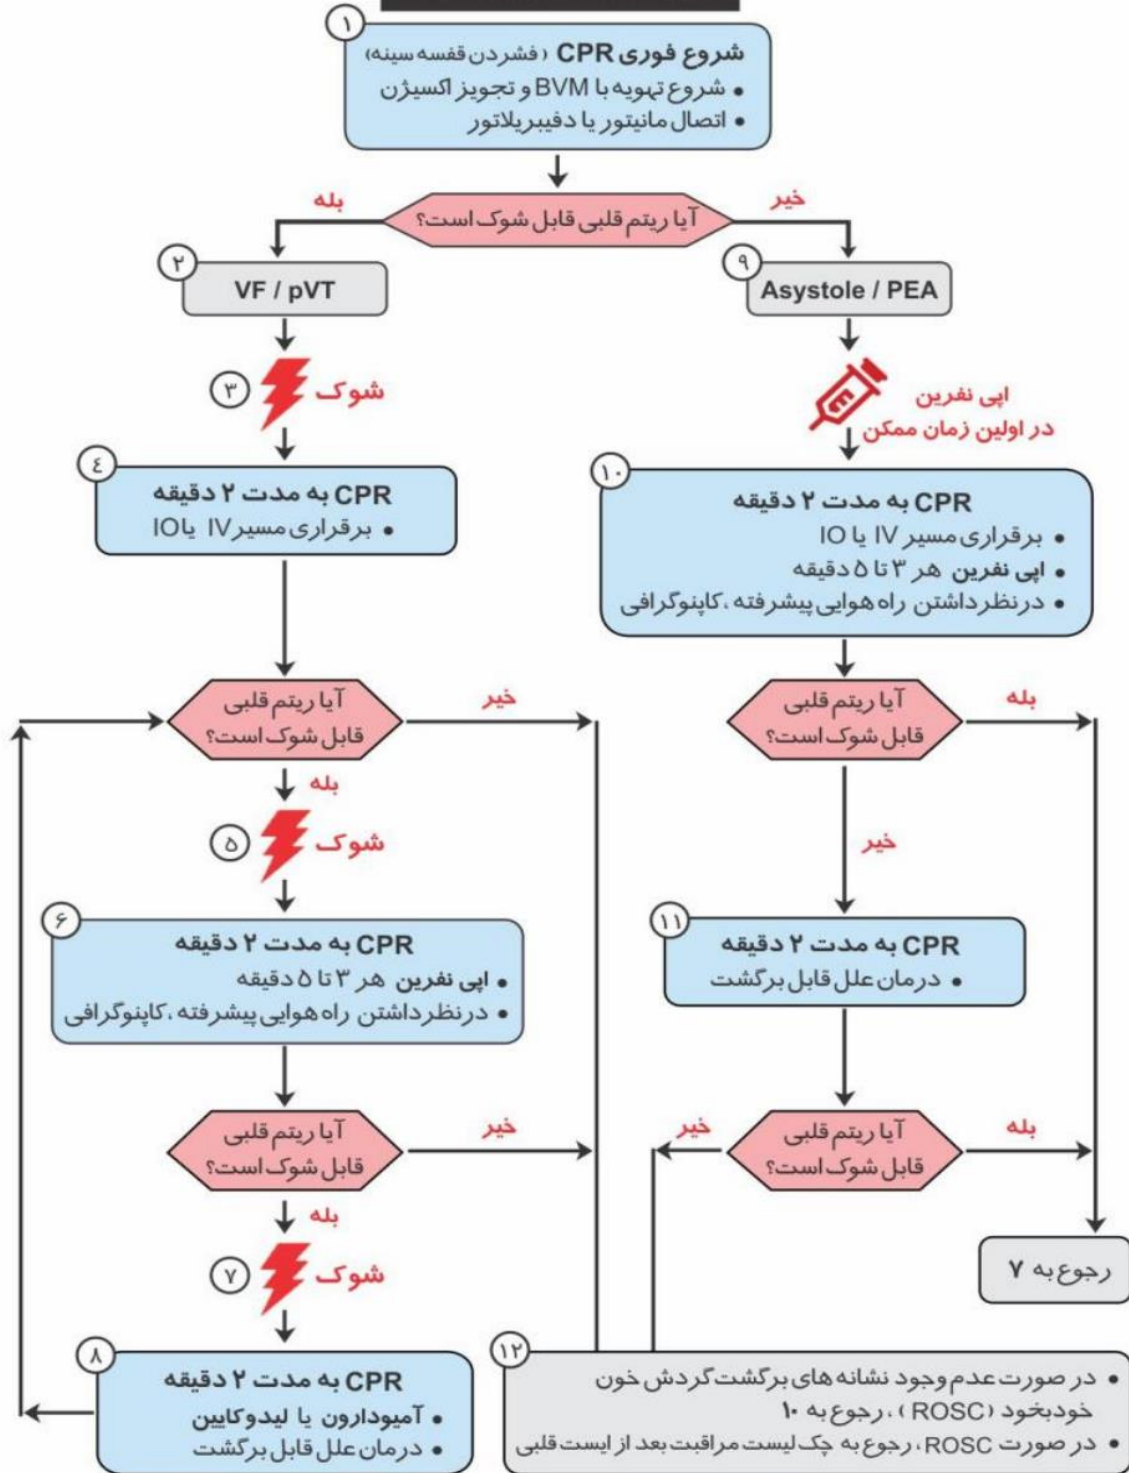 ۱
شروع فوری CPR (فشردن قفسه سینه)
• شروع تهویه با BVM و تجویز اکسیژن
• اتصال مانیتور یا دفیبریلاتور
آیا ریتم قلبی قابل شوک است؟
بله
خیر
۲
VF / pVT
۳
شوک
۴
CPR به مدت ۲ دقیقه
• برقراری مسیر IV یا IO
آیا ریتم قلبی
قابل شوک است؟
خیر
بله
۵
شوک
۶
CPR به مدت ۲ دقیقه
• اپی نفرین هر ۳ تا ۵ دقیقه
• درنظرداشتن راه هوایی پیشرفته، کاپنوگرافی
آیا ریتم قلبی
قابل شوک است؟
خیر
بله
۷
شوک
۸
CPR به مدت ۲ دقیقه
• آمیودارون یا لیدوکایین
• درمان علل قابل برگشت
۹
Asystole / PEA
اپی نفرین
در اولین زمان ممکن
۱۰
CPR به مدت ۲ دقیقه
• برقراری مسیر IV یا IO
• اپی نفرین هر ۳ تا ۵ دقیقه
• درنظرداشتن راه هوایی پیشرفته، کاپنوگرافی
آیا ریتم قلبی
قابل شوک است؟
بله
خیر
۱۱
CPR به مدت ۲ دقیقه
• درمان علل قابل برگشت
آیا ریتم قلبی
قابل شوک است؟
خیر
بله
رجوع به ۷
۱۲
• در صورت عدم وجود نشانه های برگشت گردش خون
خودبخود (ROSC)، رجوع به ۱۰
• در صورت ROSC، رجوع به چک لیست مراقبت بعد از ایست قلبی